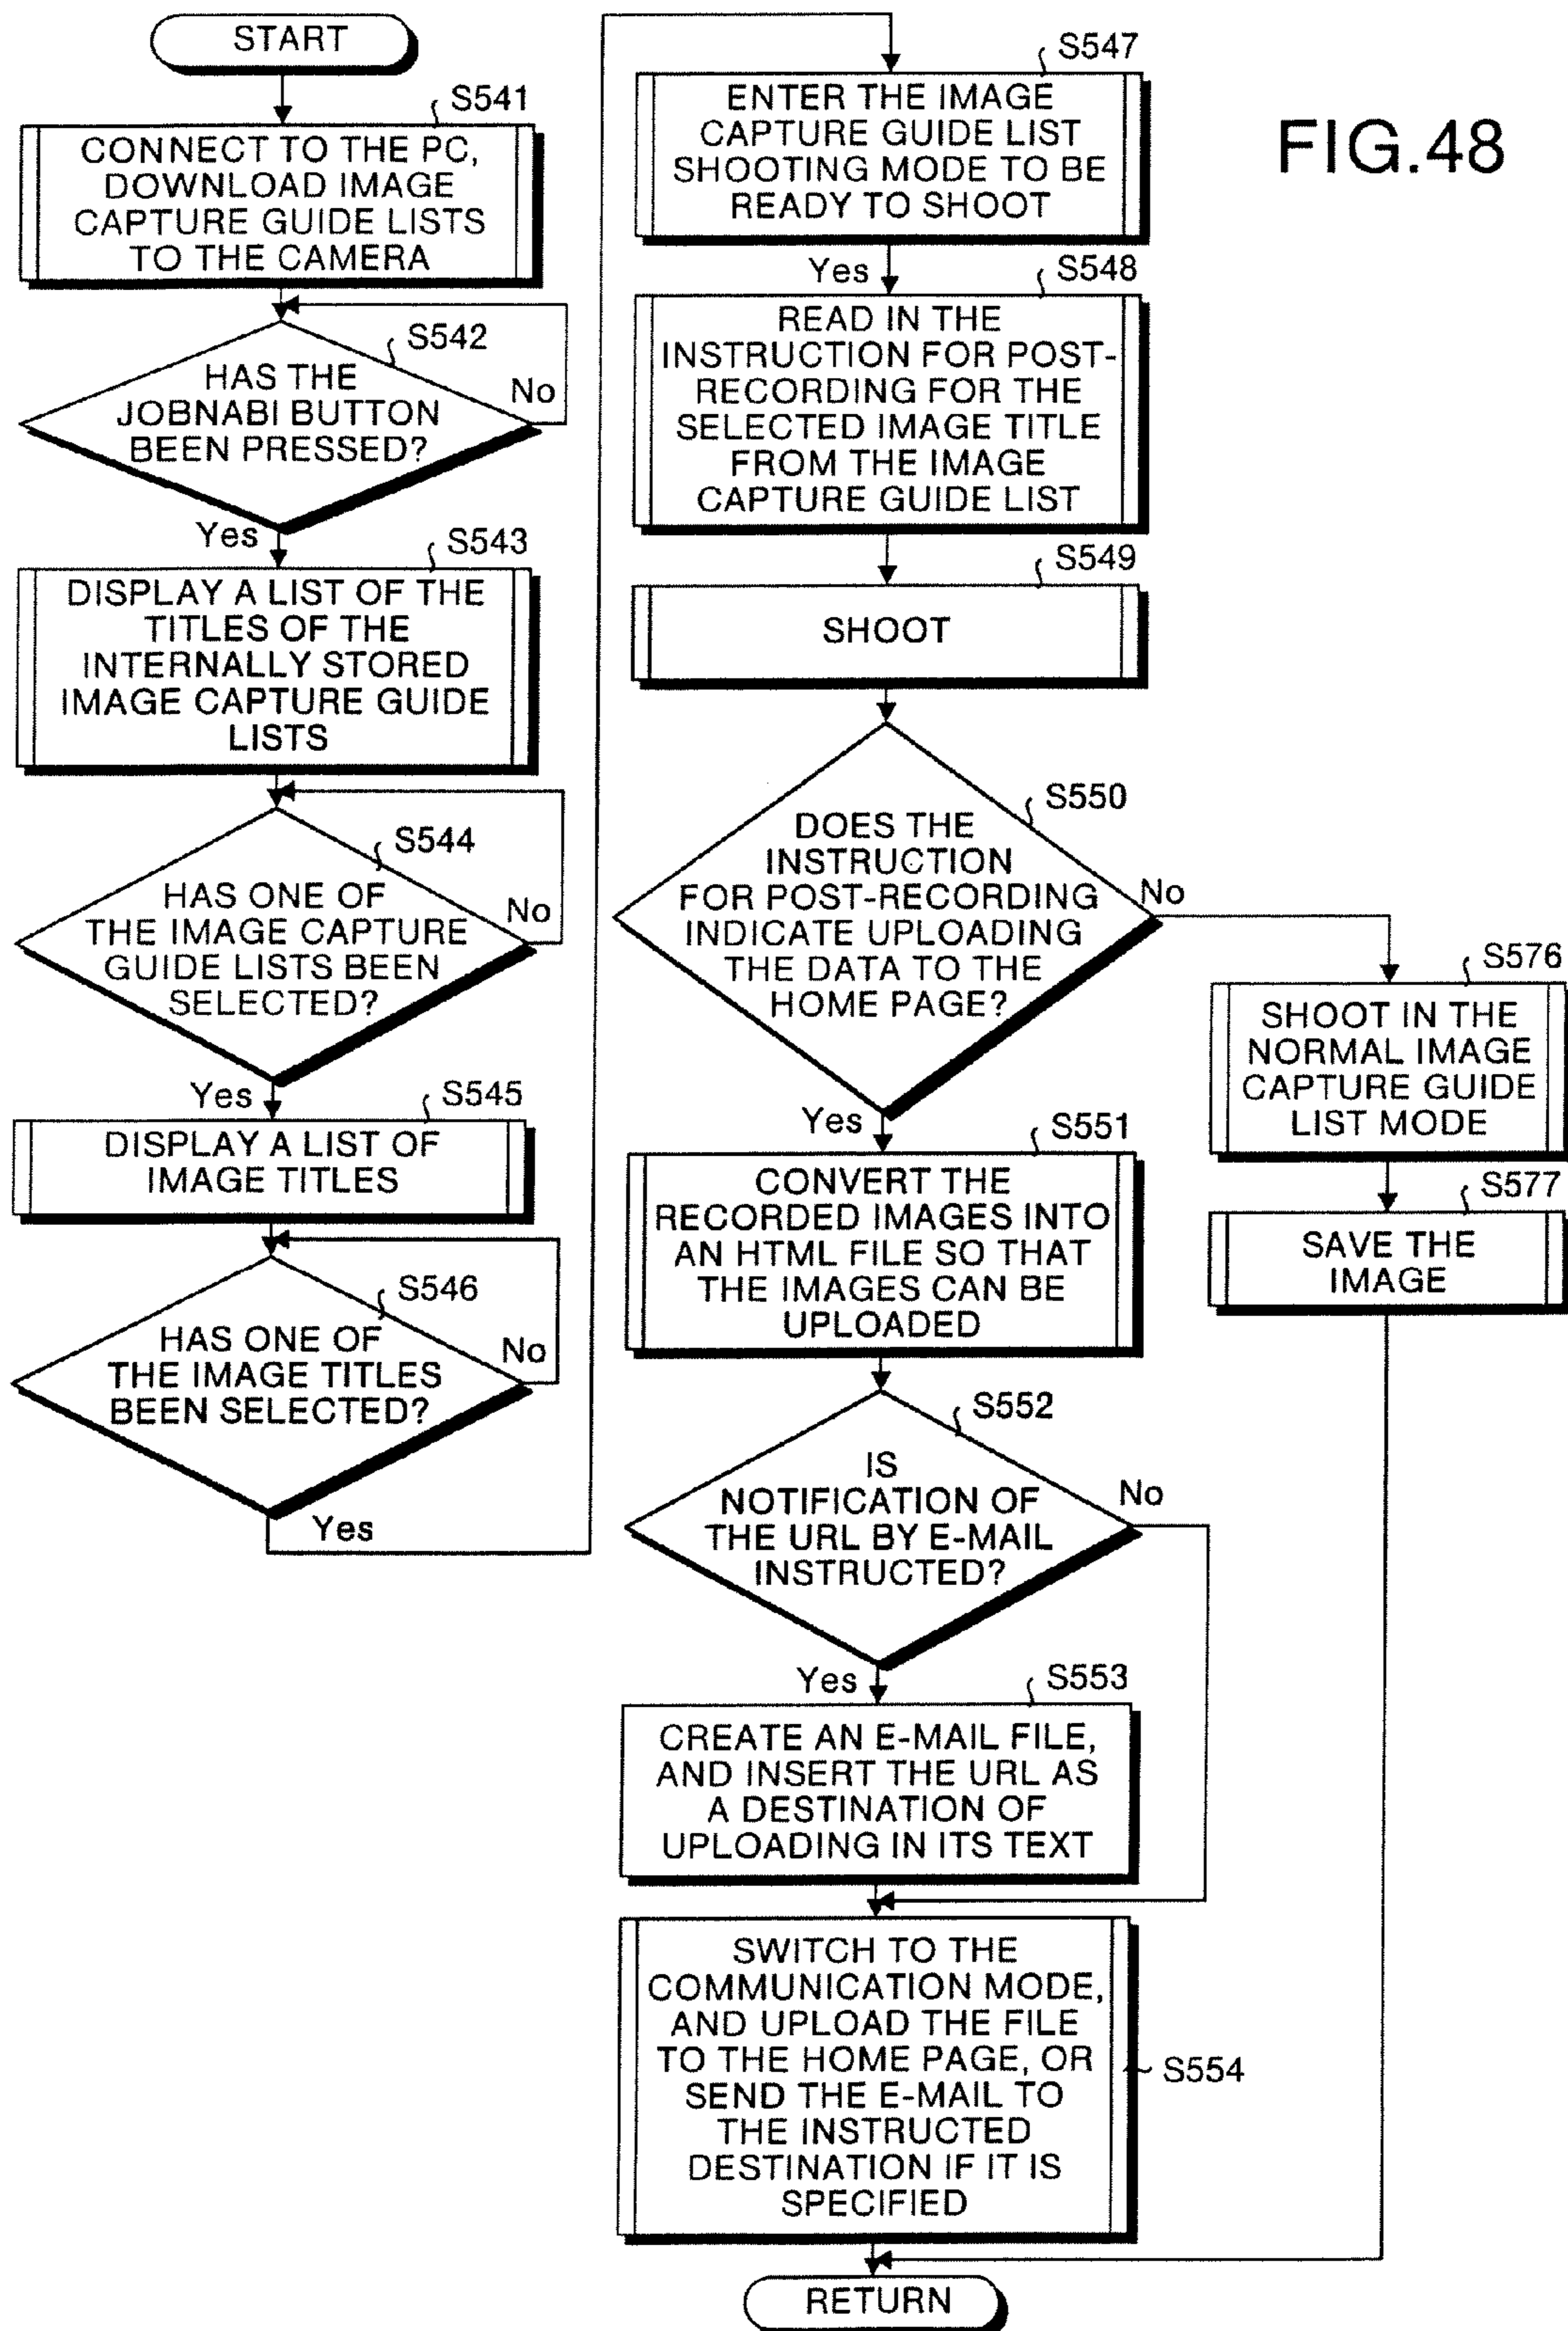 START
S541
CONNECT TO THE PC,
DOWNLOAD IMAGE
CAPTURE GUIDE LISTS
TO THE CAMERA
S542
HAS THE
JOBNABI BUTTON
BEEN PRESSED?
No
Yes
S543
DISPLAY A LIST OF THE
TITLES OF THE
INTERNALLY STORED
IMAGE CAPTURE GUIDE
LISTS
S544
HAS ONE OF
THE IMAGE CAPTURE
GUIDE LISTS BEEN
SELECTED?
No
Yes
S545
DISPLAY A LIST OF
IMAGE TITLES
S546
HAS ONE OF
THE IMAGE TITLES
BEEN SELECTED?
No
Yes
S547
ENTER THE IMAGE
CAPTURE GUIDE LIST
SHOOTING MODE TO BE
READY TO SHOOT
FIG.48
Yes
S548
READ IN THE
INSTRUCTION FOR POST-
RECORDING FOR THE
SELECTED IMAGE TITLE
FROM THE IMAGE
CAPTURE GUIDE LIST
S549
SHOOT
S550
DOES THE
INSTRUCTION
FOR POST-RECORDING
INDICATE UPLOADING
THE DATA TO THE
HOME PAGE?
No
Yes
S576
SHOOT IN THE
NORMAL IMAGE
CAPTURE GUIDE
LIST MODE
S577
SAVE THE
IMAGE
S551
CONVERT THE
RECORDED IMAGES INTO
AN HTML FILE SO THAT
THE IMAGES CAN BE
UPLOADED
S552
IS
NOTIFICATION OF
THE URL BY E-MAIL
INSTRUCTED?
No
Yes
S553
CREATE AN E-MAIL FILE,
AND INSERT THE URL AS
A DESTINATION OF
UPLOADING IN ITS TEXT
SWITCH TO THE
COMMUNICATION MODE,
AND UPLOAD THE FILE
TO THE HOME PAGE, OR
SEND THE E-MAIL TO
THE INSTRUCTED
DESTINATION IF IT IS
SPECIFIED
S554
RETURN